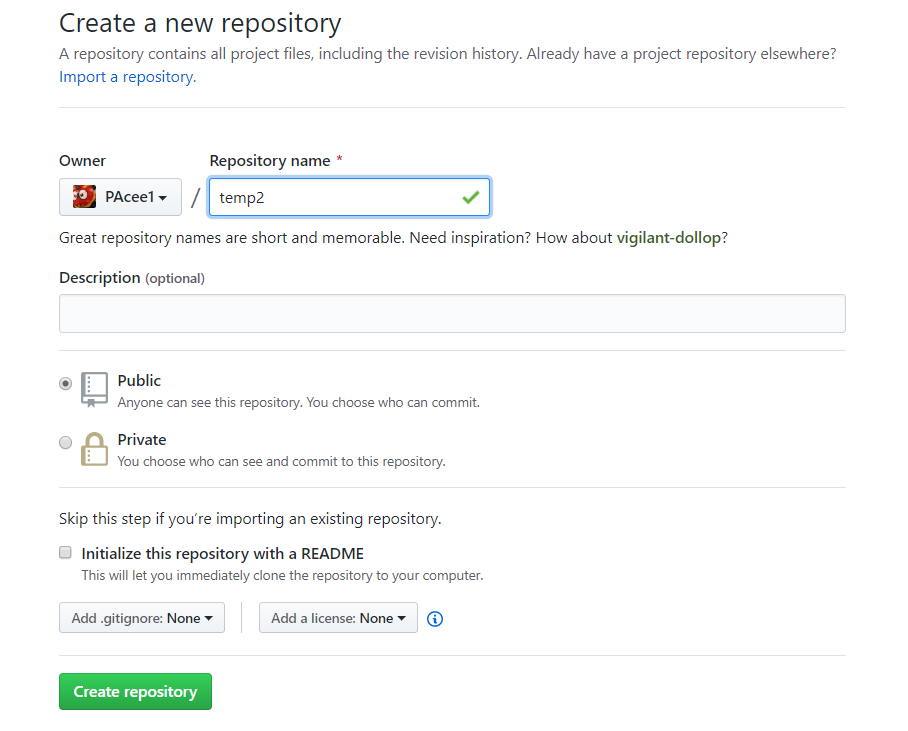 Create a new repository
A repository contains all project files, including the revision history. Already have a project repository elsewhere?
Import a repository.
Owner
Repository name *
PAcee1 / temp2
Great repository names are short and memorable. Need inspiration? How about vigilant-dollop?
Description (optional)
Public
Anyone can see this repository. You choose who can commit.
Private
You choose who can see and commit to this repository.
Skip this step if you’re importing an existing repository.
Initialize this repository with a README
This will let you immediately clone the repository to your computer.
Add .gitignore: None
Add a license: None
Create repository